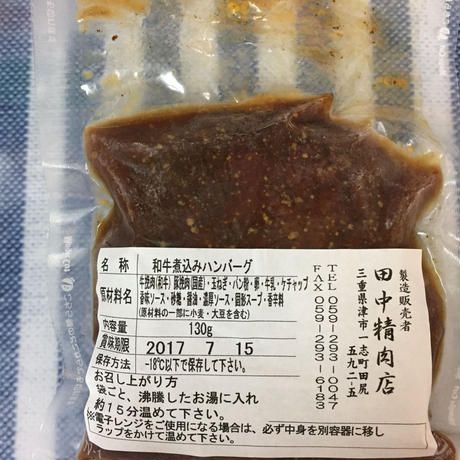 名称 和牛煮込みハンバーグ
原材料名 牛挽肉(和牛)豚挽肉(国産)・玉ねぎ・パン粉・卵・牛乳・ケチャップ
香味ソース・砂糖・醤油・濃厚ソース・固形スープ・香辛料
(原材料の一部に小麦・大豆を含む)
内容量 130g
賞味期限 2017 7 15
保存方法 -18℃以下で保存して下さい。
お召し上がり方
袋ごと、沸騰したお湯に入れ
約15分温めて下さい。
※電子レンジをご使用になる場合は、必ず中身を別容器に移し
ラップをかけて温めて下さい。
製造販売者
田中精肉店
三重県津市一志町田尻
五九二-五
TEL 059-293-0047
FAX 059-293-6183